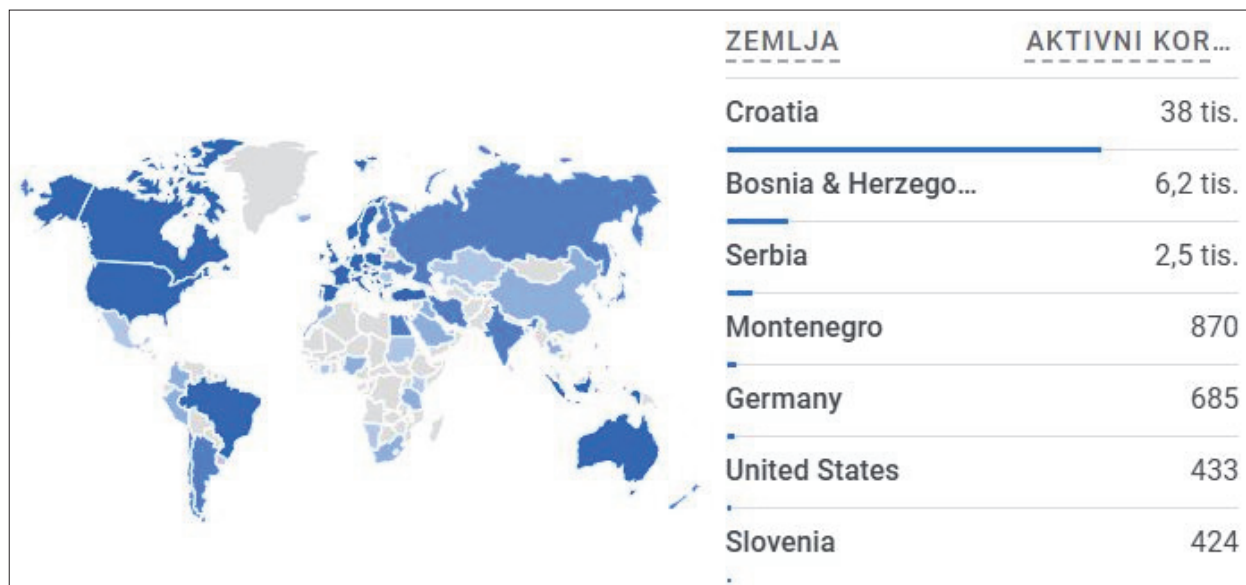 ZEMLJA AKTIVNI KOR...
Croatia 38 tis.
Bosnia & Herzego... 6,2 tis.
Serbia 2,5 tis.
Montenegro 870
Germany 685
United States 433
Slovenia 424